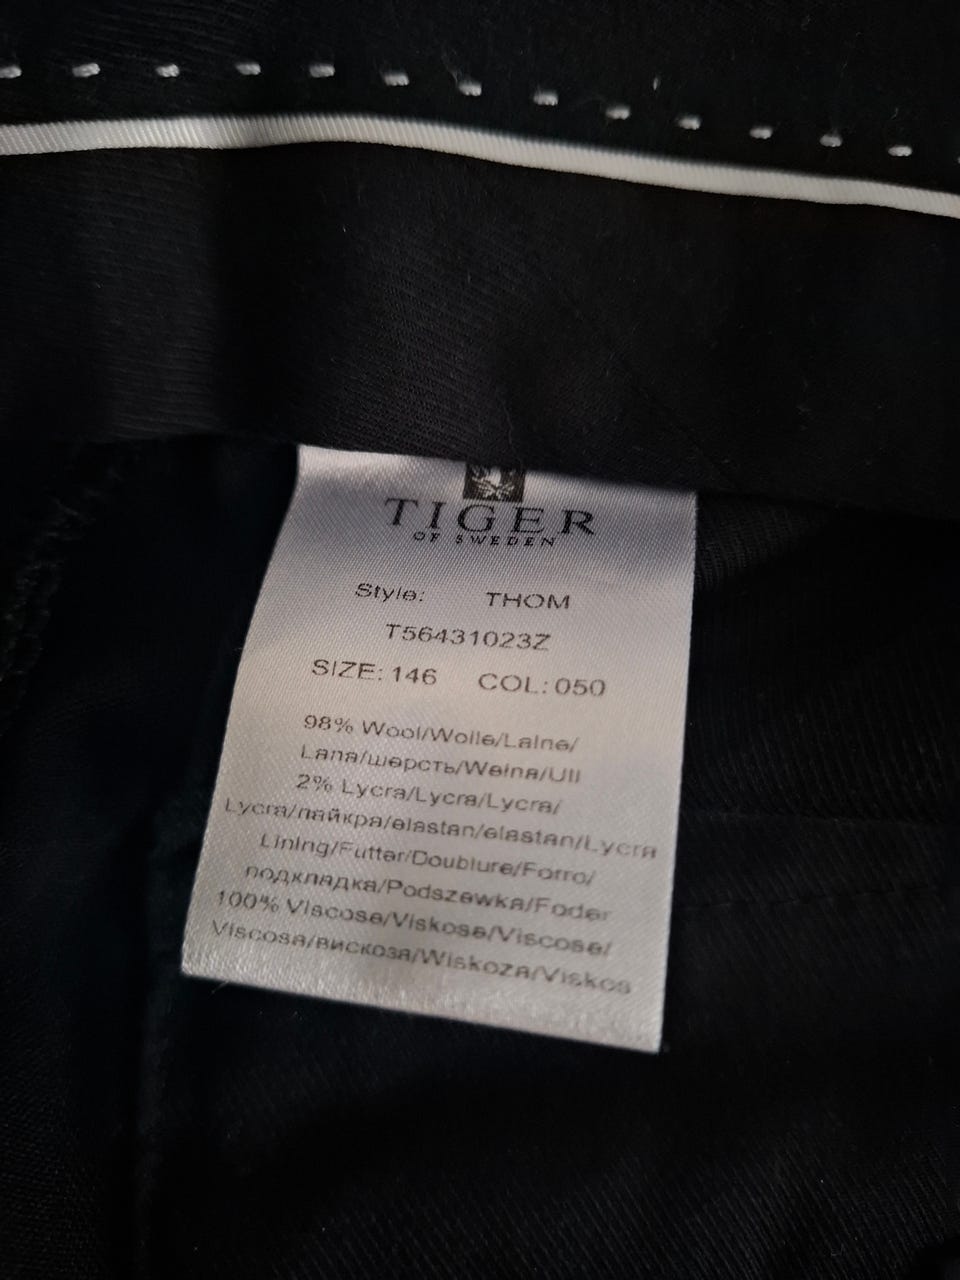 TIGER
OF SWEDEN
Style: THOM
T56431023Z
SIZE: 146 COL: 050
98% Wool/Wolle/Laine/
Lana/шерсть/Wełna/Ull
2% Lycra/Lycra/Lycra/
Lycra/лайкра/elastan/elastan/Lycra
Lining/Futter/Doublure/Forro/
подкладка/Podszewka/Foder
100% Viscose/Viskose/Viscose/
Viscosa/вискоза/Wiskoza/Viskos